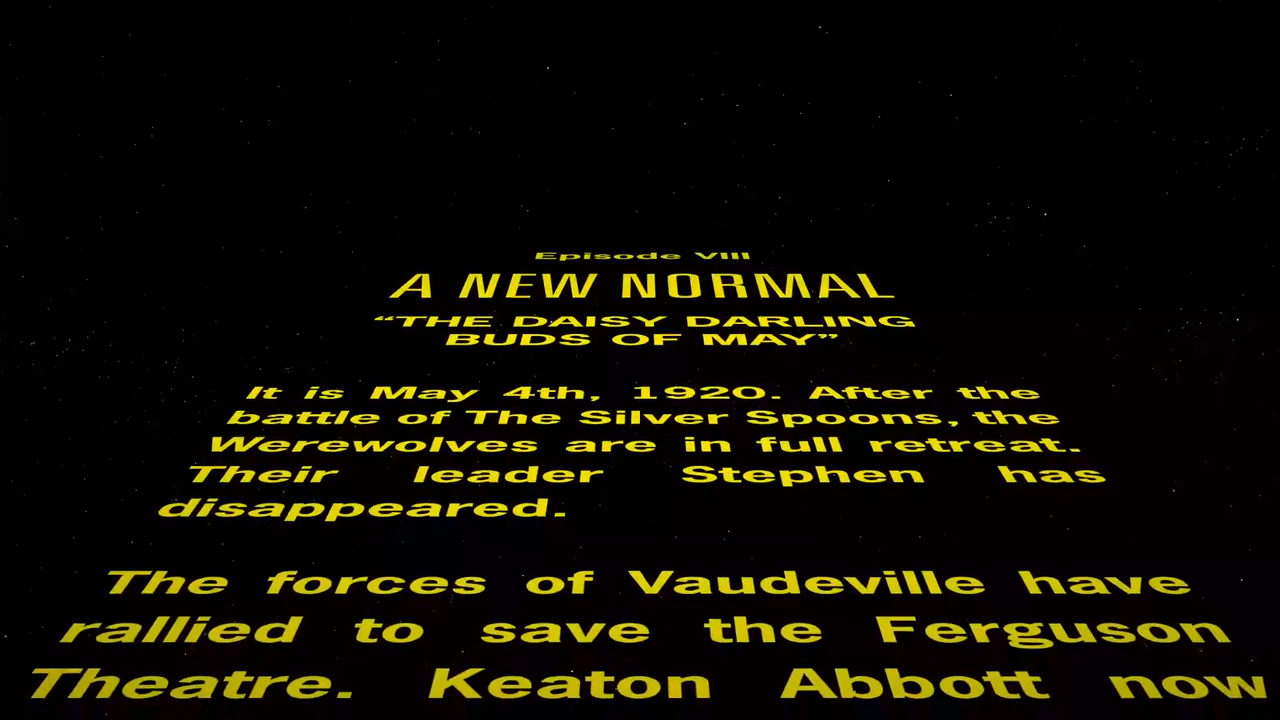 Episode VIII
A NEW NORMAL
“THE DAISY DARLING
BUDS OF MAY”
It is May 4th, 1920. After the
battle of The Silver Spoons, the
Werewolves are in full retreat.
Their leader Stephen has
disappeared.
The forces of Vaudeville have
rallied to save the Ferguson
Theatre. Keaton Abbott now